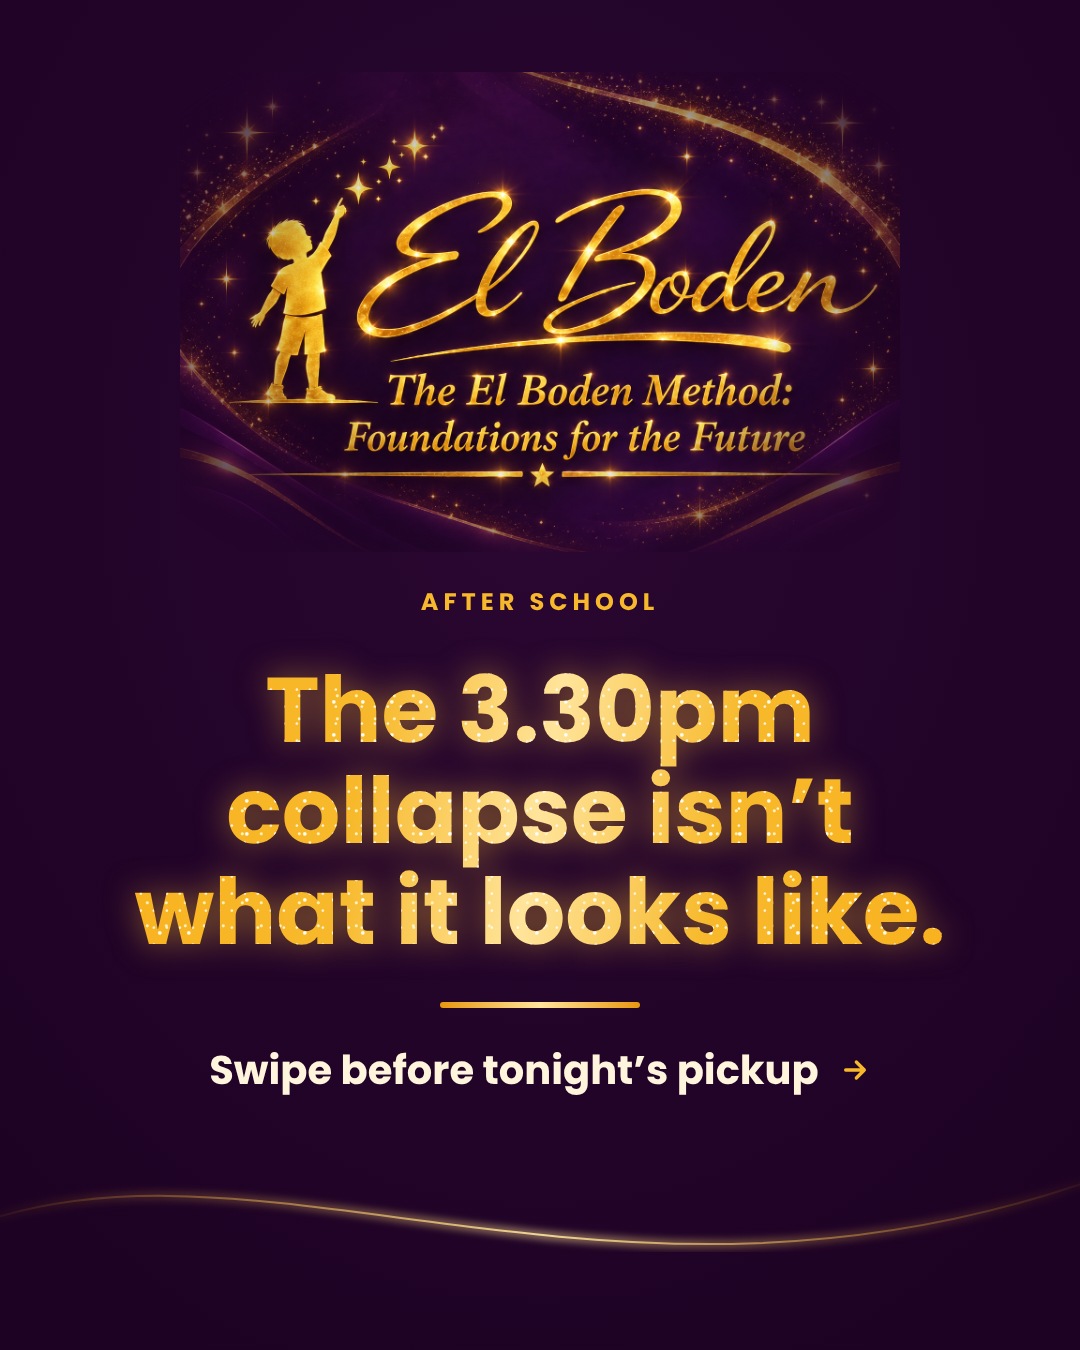 El Boden
The El Boden Method:
Foundations for the Future
AFTER SCHOOL
The 3.30pm
collapse isn’t
what it looks like.
Swipe before tonight’s pickup →